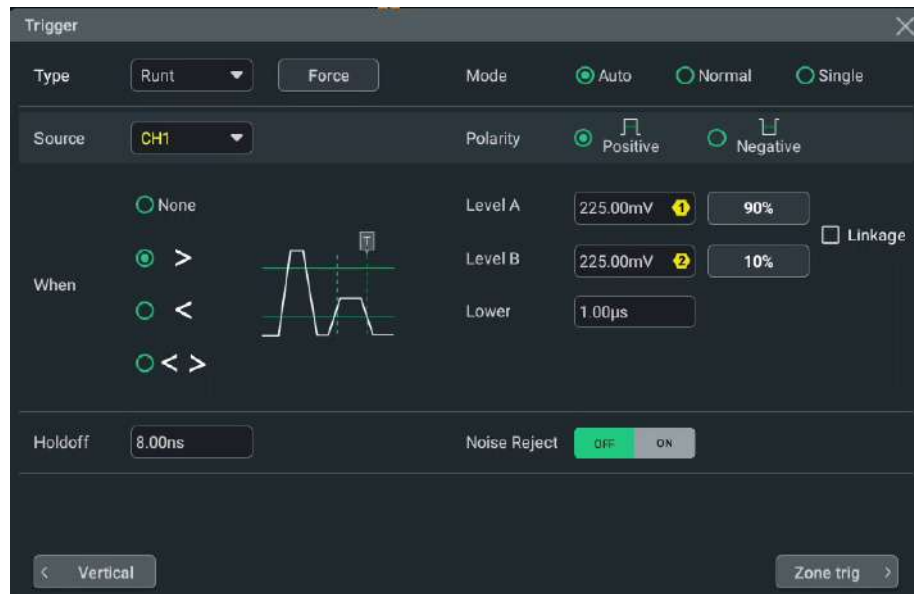 Trigger
Type Runt Force Mode Auto Normal Single
Source CH1 Polarity Positive Negative
None
>
<
< >
When
T
Level A 225.00mV 1 90%
Level B 225.00mV 2 10%
Linkage
Lower 1.00µs
Holdoff 8.00ns Noise Reject OFF ON
< Vertical Zone trig >